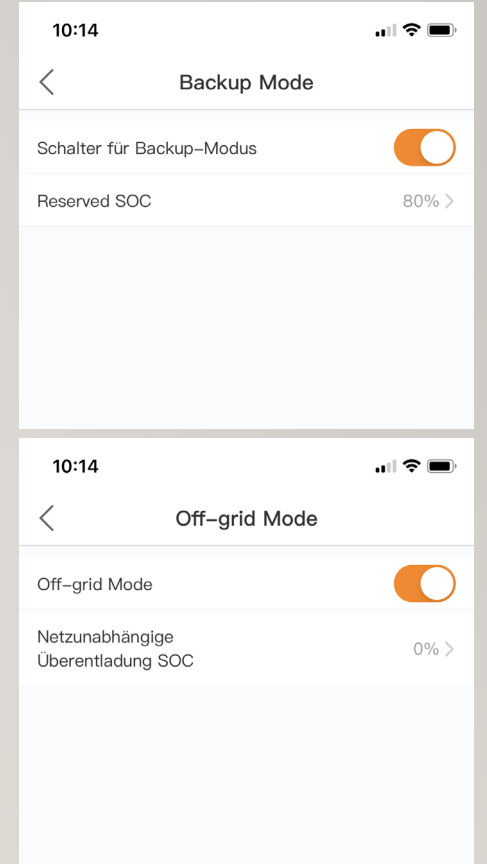 10:14
Backup Mode
Schalter für Backup-Modus
Reserved SOC
80%
10:14
Off-grid Mode
Off-grid Mode
Netzunabhängige
Überentladung SOC
0%